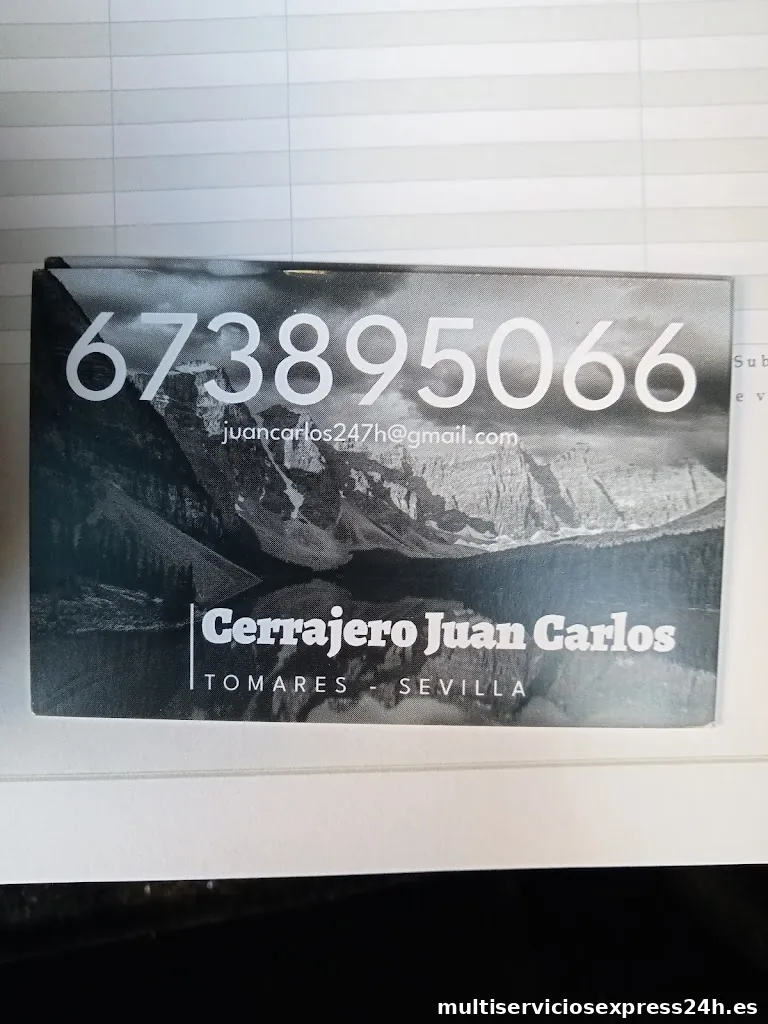 673895066
juancarlos247h@gmail.com
Cerrajero Juan Carlos
TOMARES - SEVILLA
multiserviciosexpress24h.es